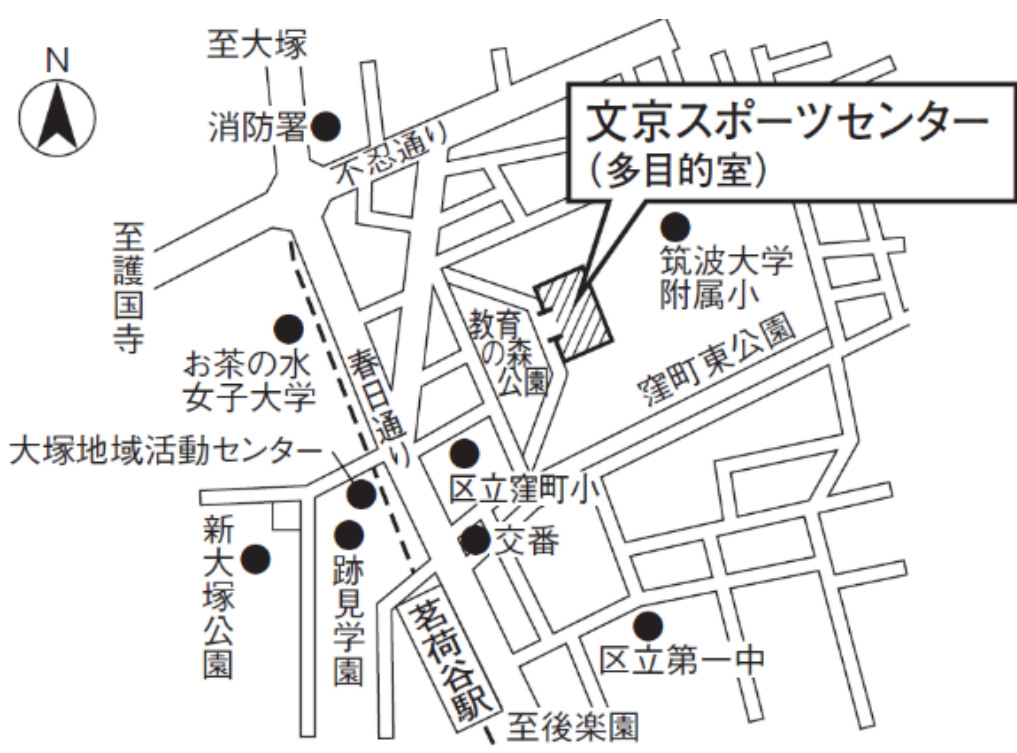 N
至大塚
消防署
不忍通り
文京スポーツセンター
(多目的室)
至護国寺
筑波大学
附属小
教育
の森
公園
窪町東公園
お茶の水
女子大学
春日通り
大塚地域活動センター
区立窪町小
交番
新大塚公園
跡見学園
茗荷谷駅
区立第一中
至後楽園